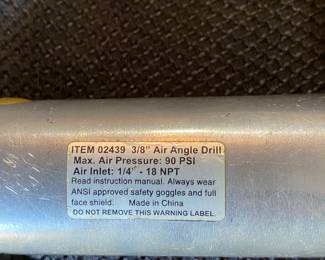 ITEM 02439 3/8" Air Angle Drill
Max. Air Pressure: 90 PSI
Air Inlet: 1/4" - 18 NPT
Read instruction manual. Always wear
ANSI approved safety goggles and full
face shield. Made in China
DO NOT REMOVE THIS WARNING LABEL.